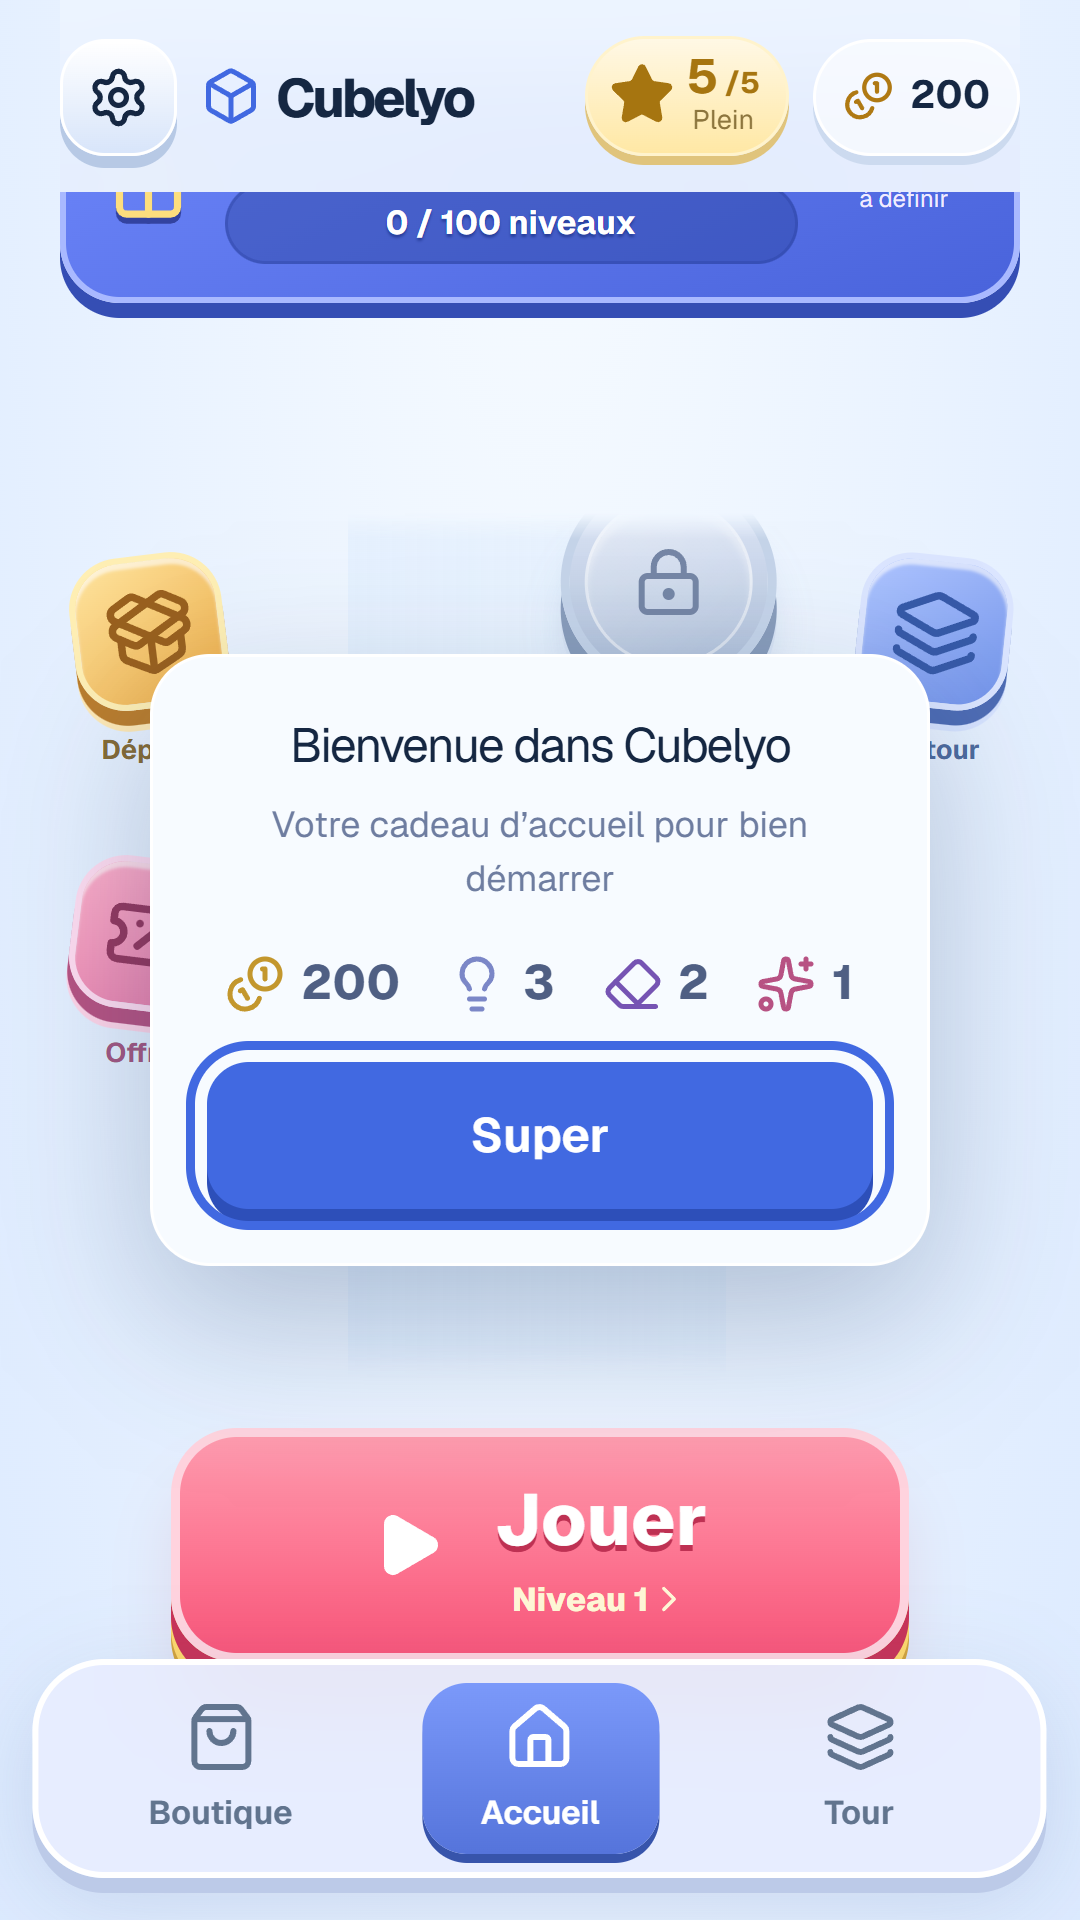 Cubelyo
5 /5
Plein
200
à définir
0 / 100 niveaux
Bienvenue dans Cubelyo
Votre cadeau d’accueil pour bien
démarrer
200
3
2
1
Super
Jouer
Niveau 1
Boutique
Accueil
Tour